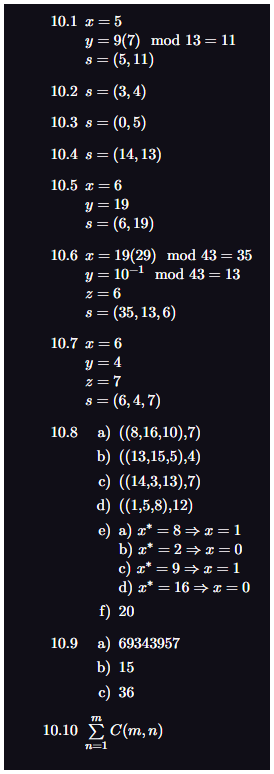 10.1 x = 5
y = 9(7) mod 13 = 11
s = (5, 11)
10.2 s = (3, 4)
10.3 s = (0, 5)
10.4 s = (14, 13)
10.5 x = 6
y = 19
s = (6, 19)
10.6 x = 19(29) mod 43 = 35
y = 10⁻¹ mod 43 = 13
z = 6
s = (35, 13, 6)
10.7 x = 6
y = 4
z = 7
s = (6, 4, 7)
10.8 a) ((8,16,10),7)
b) ((13,15,5),4)
c) ((14,3,13),7)
d) ((1,5,8),12)
e) a) x* = 8 ⇒ x = 1
b) x* = 2 ⇒ x = 0
c) x* = 9 ⇒ x = 1
d) x* = 16 ⇒ x = 0
f) 20
10.9 a) 69343957
b) 15
c) 36
10.10 ∑_{n=1}^{m} C(m, n)